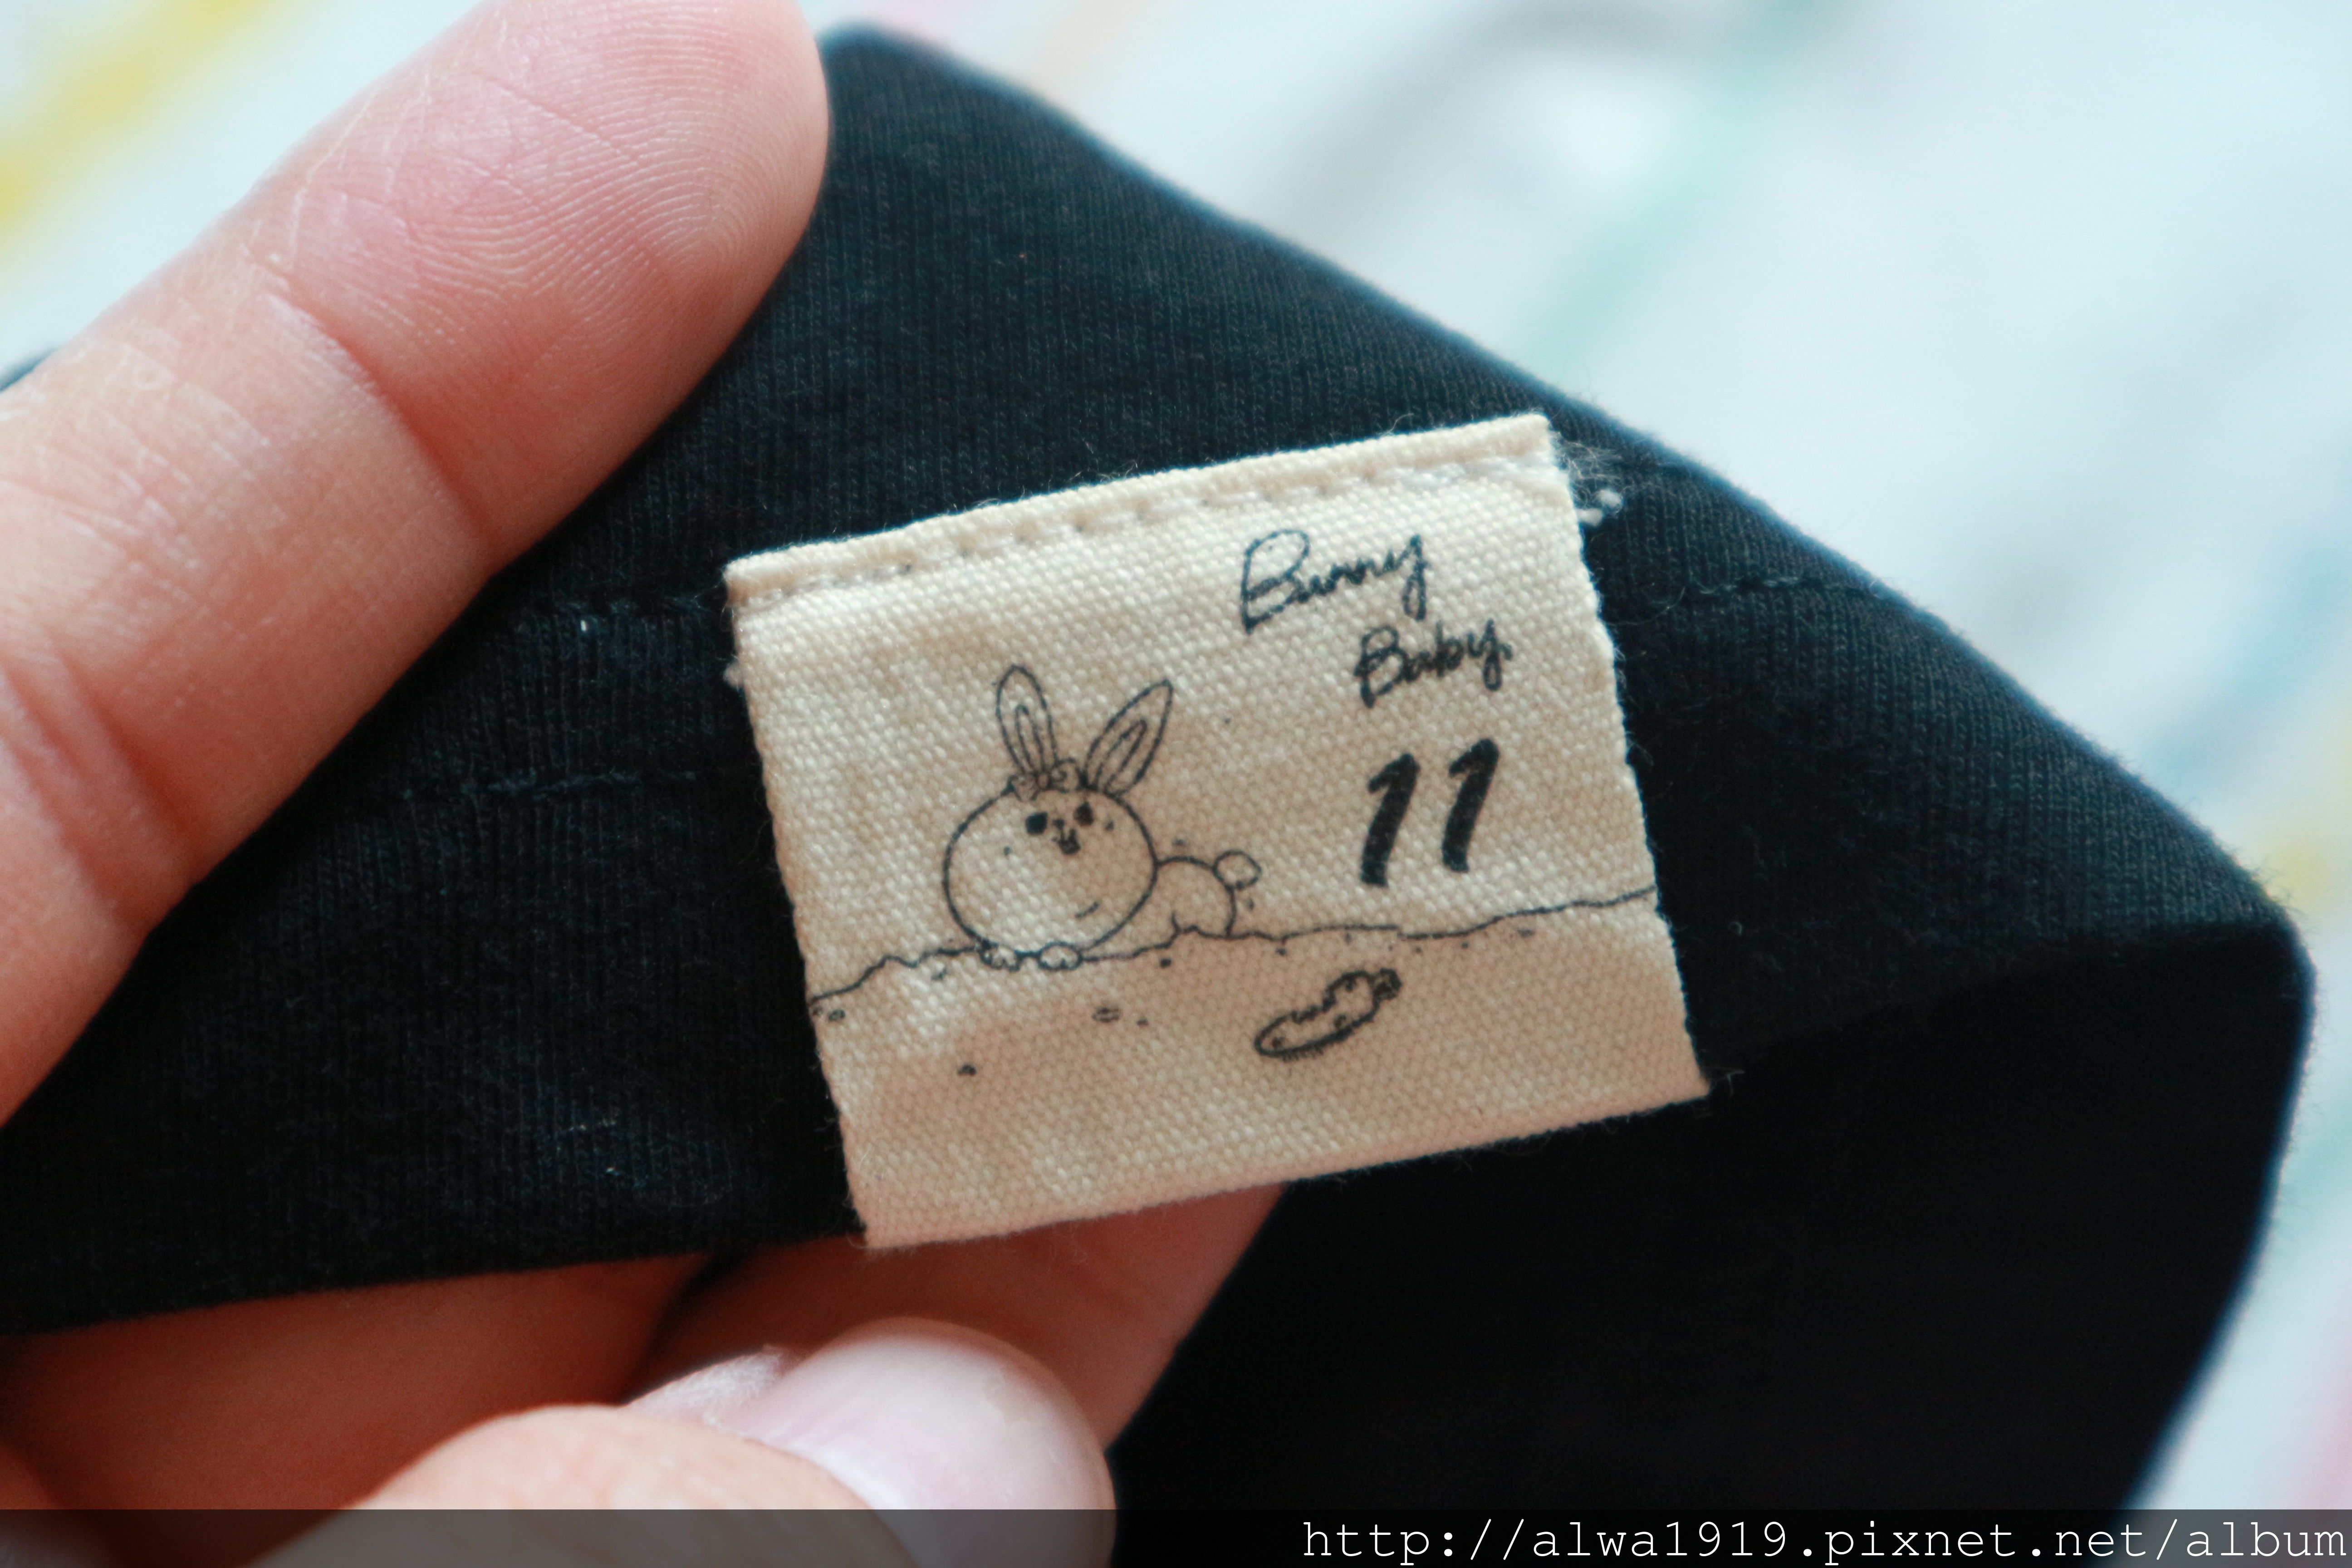 Bunny
Baby.
11
http://alwa1919.pixnet.net/album